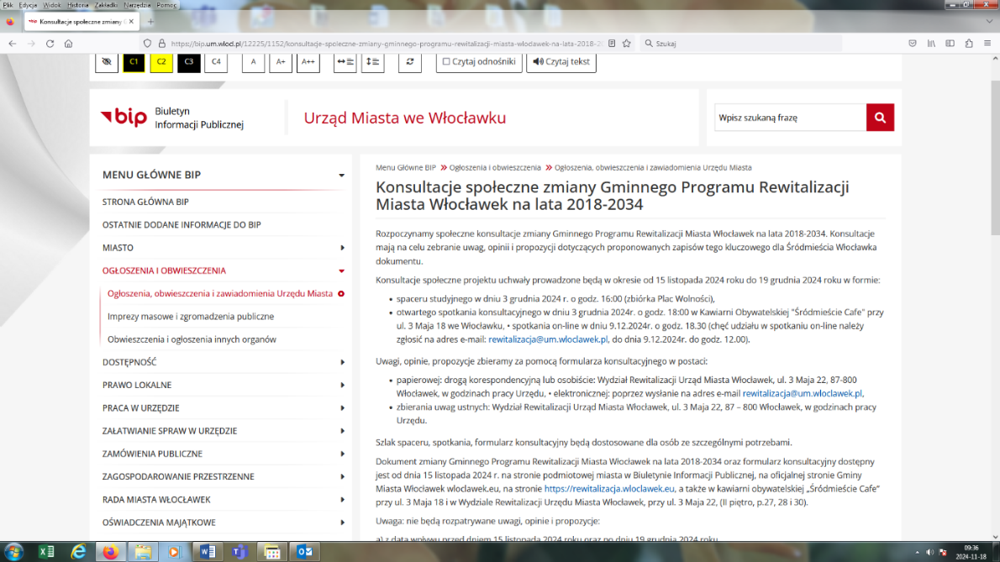 Plik Edycja Widok Historia Zakładki Narzędzia Pomoc
Konsultacje społeczne zmiany G
https://bip.um.wlod.pl/12225/1152/konsultacje-spoleczne-zmiany-gminnego-programu-rewitalizacji-miasta-wloclawek-na-lata-2018-20
Szukaj
C1 C2 C3 C4 A A+ A++ Czytaj odnośniki Czytaj tekst
bip
Biuletyn
Informacji Publicznej
Urząd Miasta we Włocławku
Wpisz szukaną frazę
MENU GŁÓWNE BIP
STRONA GŁÓWNA BIP
OSTATNIE DODANE INFORMACJE DO BIP
MIASTO
OGŁOSZENIA I OBWIESZCZENIA
Ogłoszenia, obwieszczenia i zawiadomienia Urzędu Miasta
Imprezy masowe i zgromadzenia publiczne
Obwieszczenia i ogłoszenia innych organów
DOSTĘPNOŚĆ
PRAWO LOKALNE
PRACA W URZĘDZIE
ZAŁATWIANIE SPRAW W URZĘDZIE
ZAMÓWIENIA PUBLICZNE
ZAGOSPODAROWANIE PRZESTRZENNE
RADA MIASTA WŁOCŁAWEK
OŚWIADCZENIA MAJĄTKOWE
Menu Główne BIP » Ogłoszenia i obwieszczenia » Ogłoszenia, obwieszczenia i zawiadomienia Urzędu Miasta
Konsultacje społeczne zmiany Gminnego Programu Rewitalizacji
Miasta Włocławek na lata 2018-2034
Rozpoczynamy społeczne konsultacje zmiany Gminnego Programu Rewitalizacji Miasta Włocławek na lata 2018-2034. Konsultacje
mają na celu zebranie uwag, opinii i propozycji dotyczących proponowanych zapisów tego kluczowego dla Śródmieścia Włocławka
dokumentu.
Konsultacje społeczne projektu uchwały prowadzone będą w okresie od 15 listopada 2024 roku do 19 grudnia 2024 roku w formie:
• spaceru studyjnego w dniu 3 grudnia 2024 r. o godz. 16:00 (zbiórka Plac Wolności),
• otwartego spotkania konsultacyjnego w dniu 3 grudnia 2024r. o godz. 18:00 w Kawiarni Obywatelskiej "Śródmieście Cafe" przy
ul. 3 Maja 18 we Włocławku, • spotkania on-line w dniu 9.12.2024r. o godz. 18.30 (chęć udziału w spotkaniu on-line należy
zgłosić na adres e-mail: rewitalizacja@um.wloclawek.pl, do dnia 9.12.2024r. do godz. 12.00).
Uwagi, opinie, propozycje zbieramy za pomocą formularza konsultacyjnego w postaci:
• papierowej: drogą korespondencyjną lub osobiście: Wydział Rewitalizacji Urząd Miasta Włocławek, ul. 3 Maja 22, 87-800
Włocławek, w godzinach pracy Urzędu, • elektronicznej: poprzez wysłanie na adres e-mail rewitalizacja@um.wloclawek.pl,
• zbierania uwag ustnych: Wydział Rewitalizacji Urząd Miasta Włocławek, ul. 3 Maja 22, 87 – 800 Włocławek, w godzinach pracy
Urzędu.
Szlak spaceru, spotkania, formularz konsultacyjny będą dostosowane dla osób ze szczególnymi potrzebami.
Dokument zmiany Gminnego Programu Rewitalizacji Miasta Włocławek na lata 2018-2034 oraz formularz konsultacyjny dostępny
jest od dnia 15 listopada 2024 r. na stronie podmiotowej miasta w Biuletynie Informacji Publicznej, na oficjalnej stronie Gminy
Miasta Włocławek wloclawek.eu, na stronie https://rewitalizacja.wloclawek.eu, a także w kawiarni obywatelskiej „Śródmieście Cafe”
przy ul. 3 Maja 18 i w Wydziale Rewitalizacji Urzędu Miasta Włocławek, przy ul. 3 Maja 22, (II piętro, p.27, 28 i 30).
Uwaga: nie będą rozpatrywane uwagi, opinie i propozycje:
a) z datą wpływu przed dniem 15 listopada 2024 roku oraz po dniu 19 grudnia 2024 roku
09:36
2024-11-18